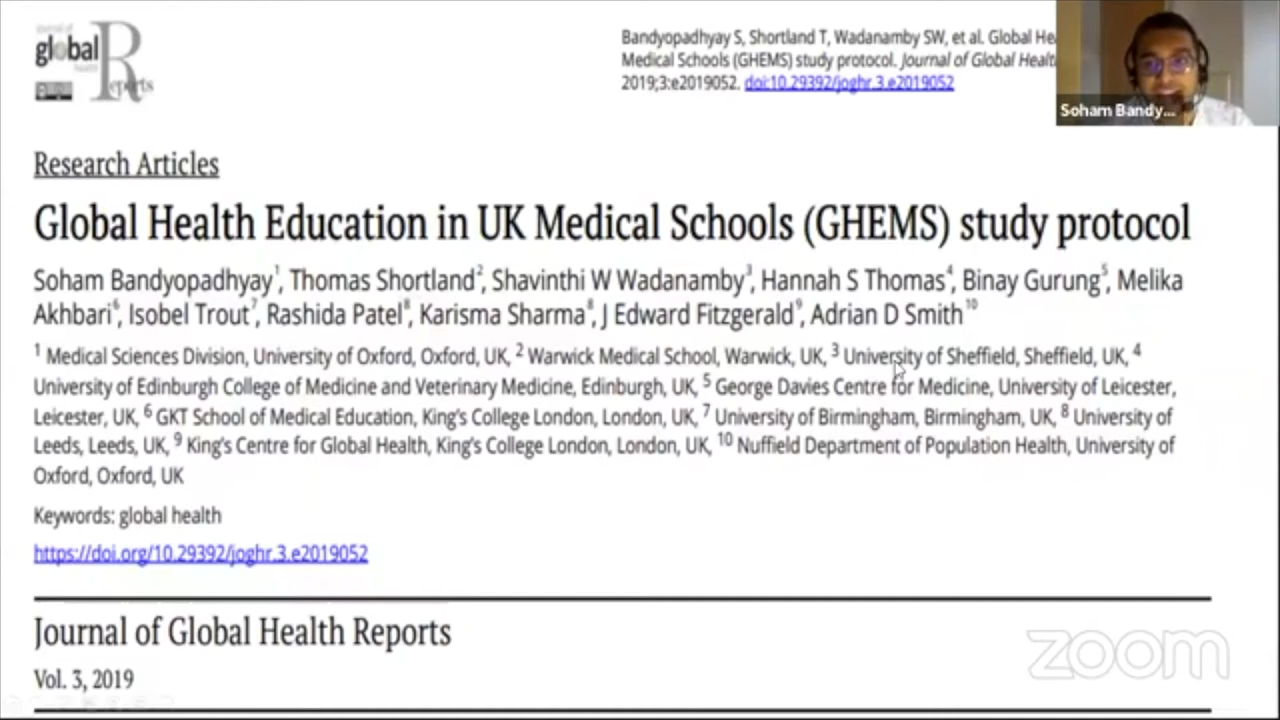 journal of
global
health
Reports
Bandyopadhyay S, Shortland T, Wadanamby SW, et al. Global Hea
Medical Schools (GHEMS) study protocol. Journal of Global Healt
2019;3:e2019052. doi:10.29392/joghr.3.e2019052
Soham Bandy...
Research Articles
Global Health Education in UK Medical Schools (GHEMS) study protocol
Soham Bandyopadhyay1, Thomas Shortland2, Shavinthi W Wadanamby3, Hannah S Thomas4, Binay Gurung5, Melika
Akhbari6, Isobel Trout7, Rashida Patel8, Karisma Sharma8, J Edward Fitzgerald9, Adrian D Smith10
1 Medical Sciences Division, University of Oxford, Oxford, UK, 2 Warwick Medical School, Warwick, UK, 3 University of Sheffield, Sheffield, UK, 4
University of Edinburgh College of Medicine and Veterinary Medicine, Edinburgh, UK, 5 George Davies Centre for Medicine, University of Leicester,
Leicester, UK, 6 GKT School of Medical Education, King's College London, London, UK, 7 University of Birmingham, Birmingham, UK, 8 University of
Leeds, Leeds, UK, 9 King's Centre for Global Health, King's College London, London, UK, 10 Nuffield Department of Population Health, University of
Oxford, Oxford, UK
Keywords: global health
https://doi.org/10.29392/joghr.3.e2019052
Journal of Global Health Reports
Vol. 3, 2019
zoom